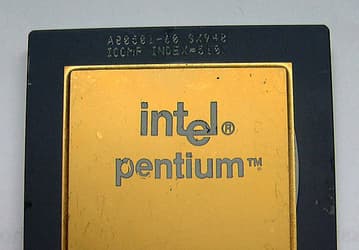 A80501-60 SX948
ICOMP INDEX=510
intel®
pentium™